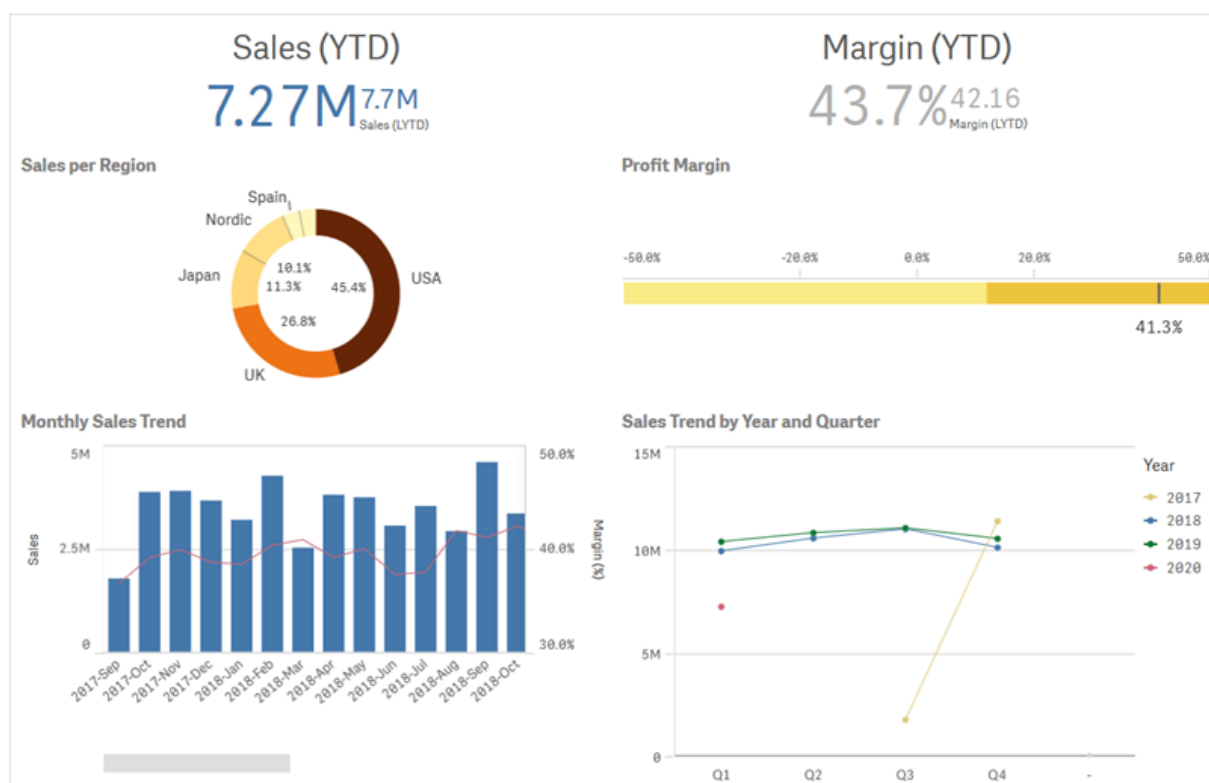 Sales (YTD)
7.27M 7.7M
Sales (LYTD)
Margin (YTD)
43.7% 42.16
Margin (LYTD)
Sales per Region
Spain
Nordic
Japan
10.1%
11.3%
45.4%
USA
26.8%
UK
Profit Margin
-50.0% -20.0% 0.0% 20.0% 50.0%
41.3%
Monthly Sales Trend
5M
2.5M
0
Sales
50.0%
40.0%
30.0%
Margin (%)
2017-Sep
2017-Oct
2017-Nov
2017-Dec
2018-Jan
2018-Feb
2018-Mar
2018-Apr
2018-May
2018-Jun
2018-Jul
2018-Aug
2018-Sep
2018-Oct
Sales Trend by Year and Quarter
15M
10M
5M
0
Q1 Q2 Q3 Q4 -
Year
2017
2018
2019
2020